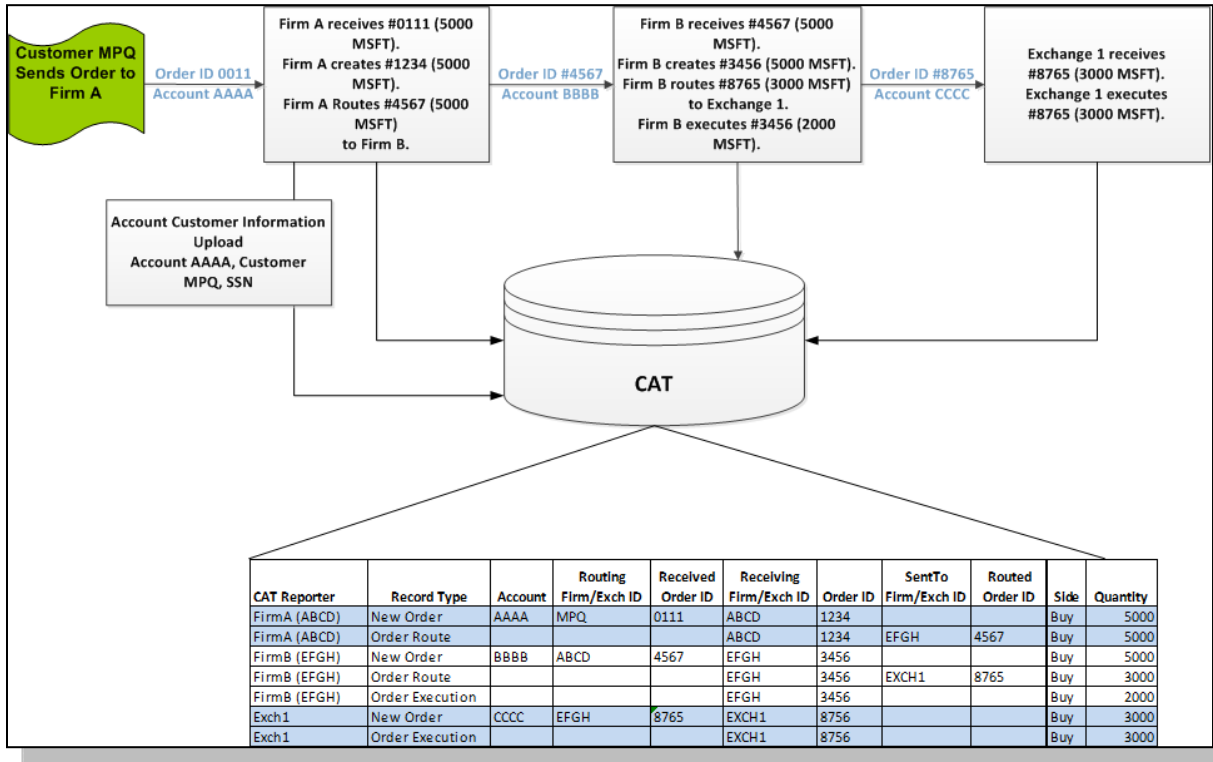 Customer MPQ
Sends Order to
Firm A
Order ID 0011
Account AAAA
Firm A receives #0111 (5000
MSFT).
Firm A creates #1234 (5000
MSFT).
Firm A Routes #4567 (5000
MSFT)
to Firm B.
Order ID #4567
Account BBBB
Firm B receives #4567 (5000
MSFT).
Firm B creates #3456 (5000 MSFT).
Firm B routes #8765 (3000 MSFT)
to Exchange 1.
Firm B executes #3456 (2000
MSFT).
Order ID #8765
Account CCCC
Exchange 1 receives
#8765 (3000 MSFT).
Exchange 1 executes
#8765 (3000 MSFT).
Account Customer Information
Upload
Account AAAA, Customer
MPQ, SSN
CAT
CAT Reporter Record Type Account Routing Firm/Exch ID Received Order ID Receiving Firm/Exch ID Order ID SentTo Firm/Exch ID Routed Order ID Side Quantity
FirmA (ABCD) New Order AAAA MPQ 0111 ABCD 1234 Buy 5000
FirmA (ABCD) Order Route ABCD 1234 EFGH 4567 Buy 5000
FirmB (EFGH) New Order BBBB ABCD 4567 EFGH 3456 Buy 5000
FirmB (EFGH) Order Route EFGH 3456 EXCH1 8765 Buy 3000
FirmB (EFGH) Order Execution EFGH 3456 Buy 2000
Exch1 New Order CCCC EFGH 8765 EXCH1 8756 Buy 3000
Exch1 Order Execution EXCH1 8756 Buy 3000